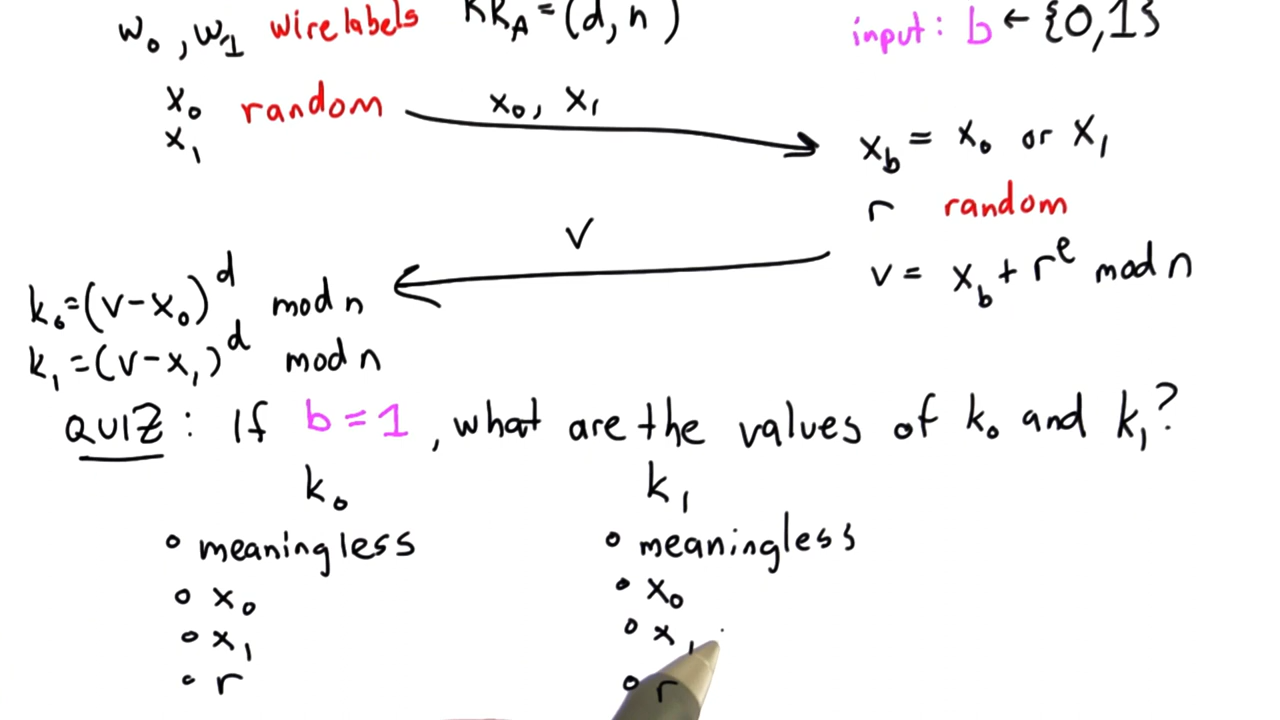 w₀, w₁ wire labels KR_A = (d, n) input: b ← {0,1}
x₀ random x₀, x₁
x₁
x_b = x₀ or x₁
r random
v
v = x_b + r^e mod n
k₀ = (v - x₀)^d mod n
k₁ = (v - x₁)^d mod n
QUIZ: If b = 1, what are the values of k₀ and k₁?
k₀ k₁
o meaningless o meaningless
o x₀ o x₀
o x₁ o x₁
o r o r